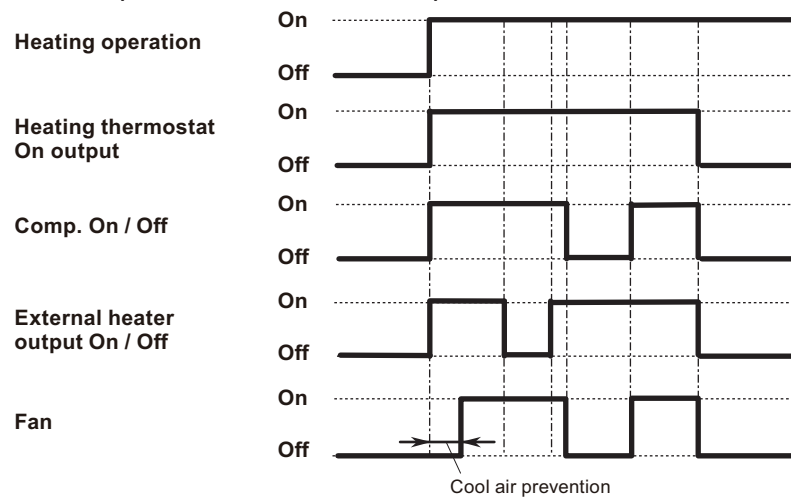 Heating operation
On
Off
Heating thermostat
On output
On
Off
Comp. On / Off
On
Off
External heater
output On / Off
On
Off
Fan
On
Off
Cool air prevention